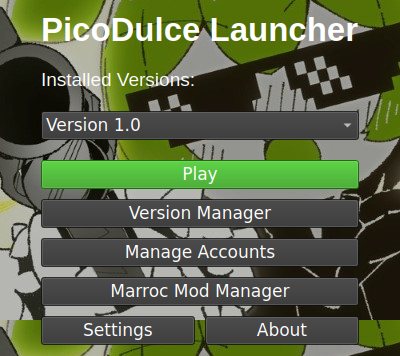 PicoDulce Launcher
Installed Versions:
Version 1.0
Play
Version Manager
Manage Accounts
Marroc Mod Manager
Settings About